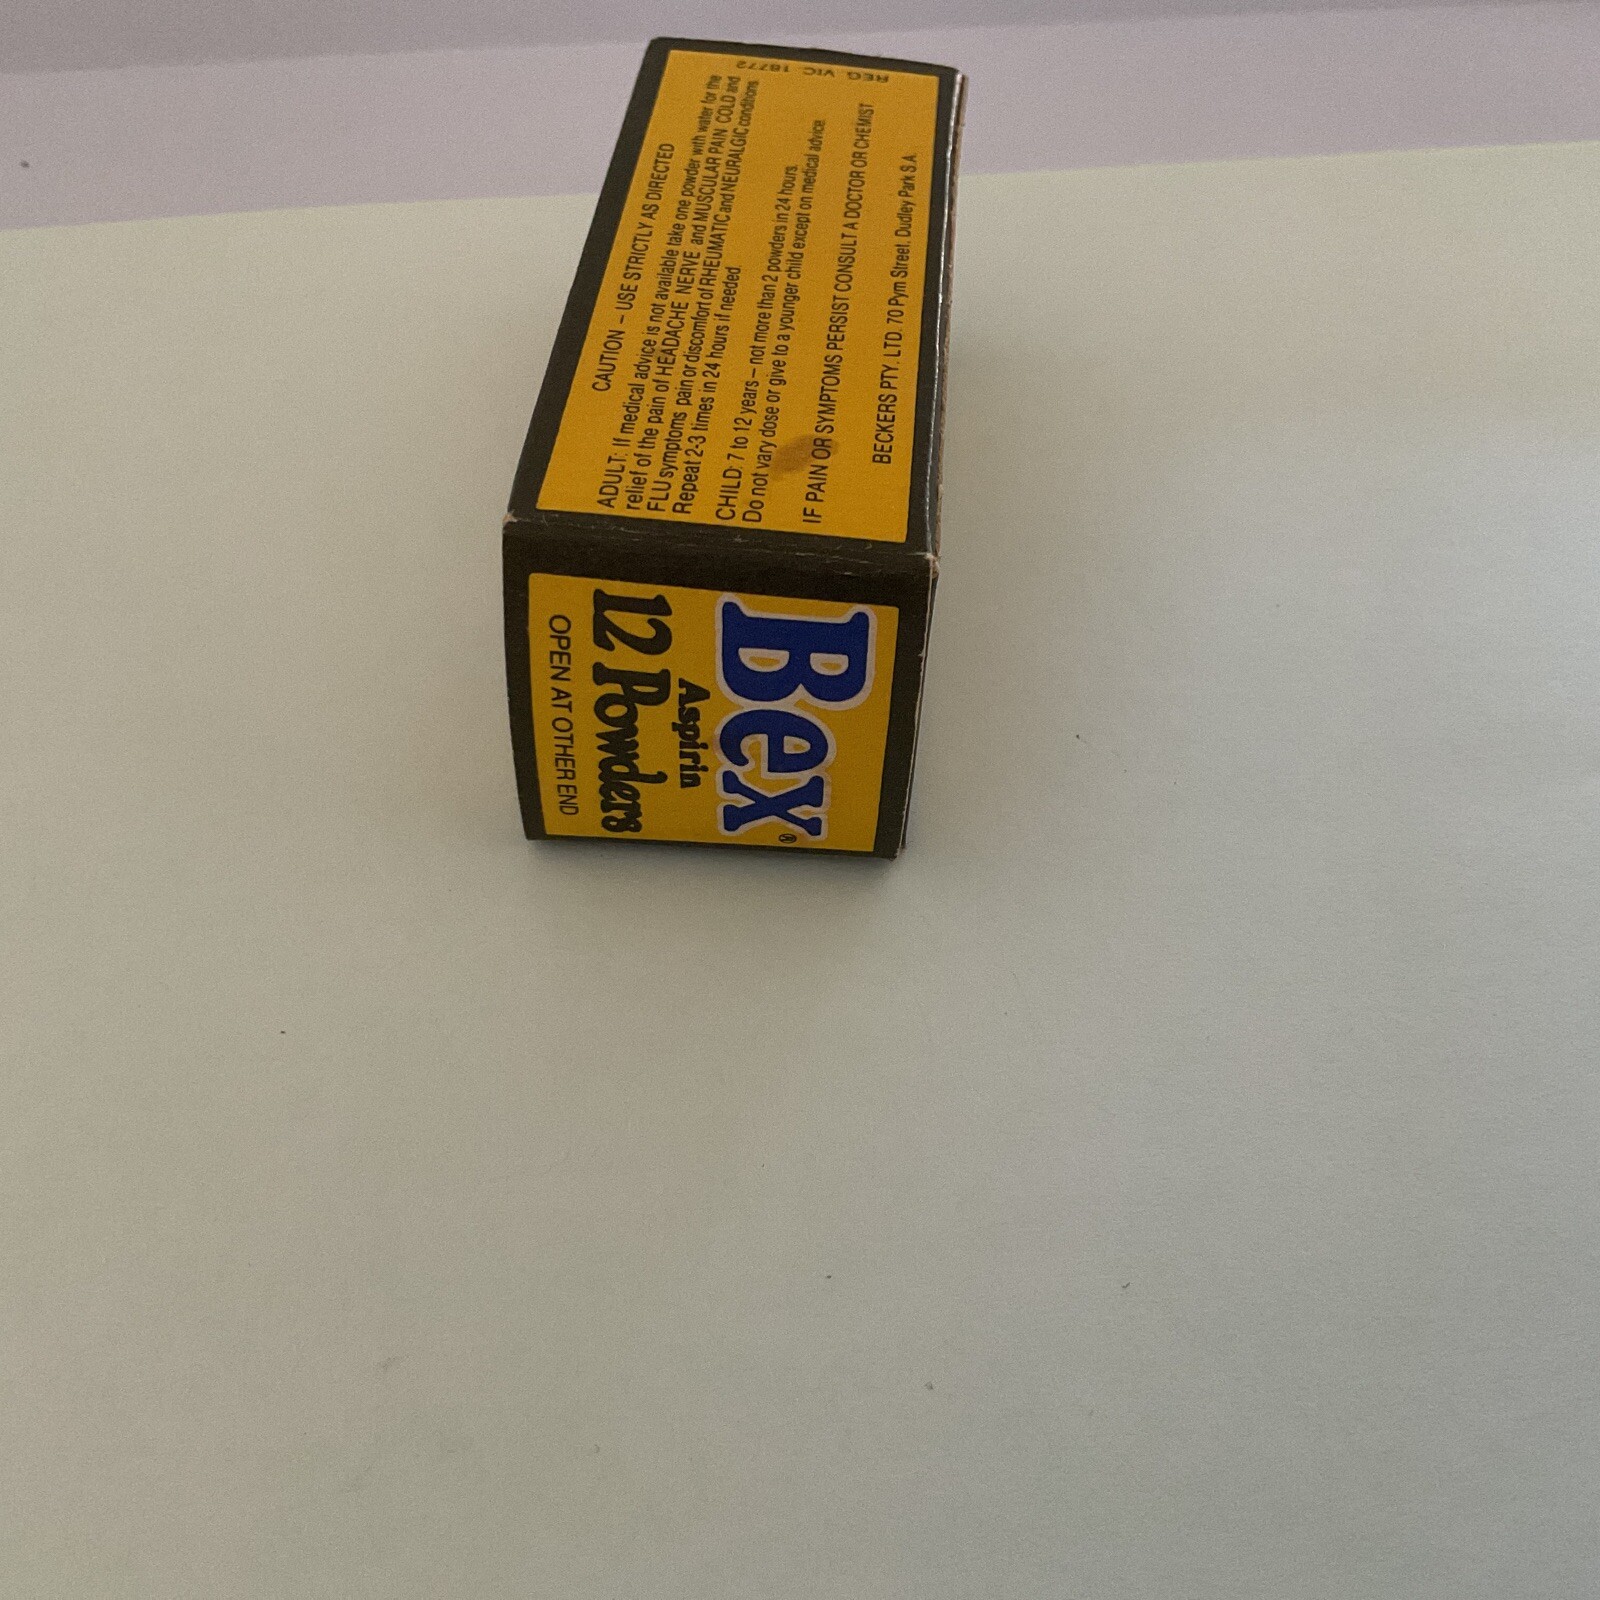 REG. VIC 18772
CAUTION – USE STRICTLY AS DIRECTED
ADULT: If medical advice is not available take one powder with water for the
relief of the pain of HEADACHE NERVE and MUSCULAR PAIN COLD and
FLU symptoms pain or discomfort of RHEUMATIC and NEURALGIC conditions
Repeat 2-3 times in 24 hours if needed
CHILD: 7 to 12 years – not more than 2 powders in 24 hours.
Do not vary dose or give to a younger child except on medical advice.
IF PAIN OR SYMPTOMS PERSIST CONSULT A DOCTOR OR CHEMIST
BECKERS PTY. LTD. 70 Pym Street. Dudley Park S.A.
Bex®
Aspirin
12 Powders
OPEN AT OTHER END